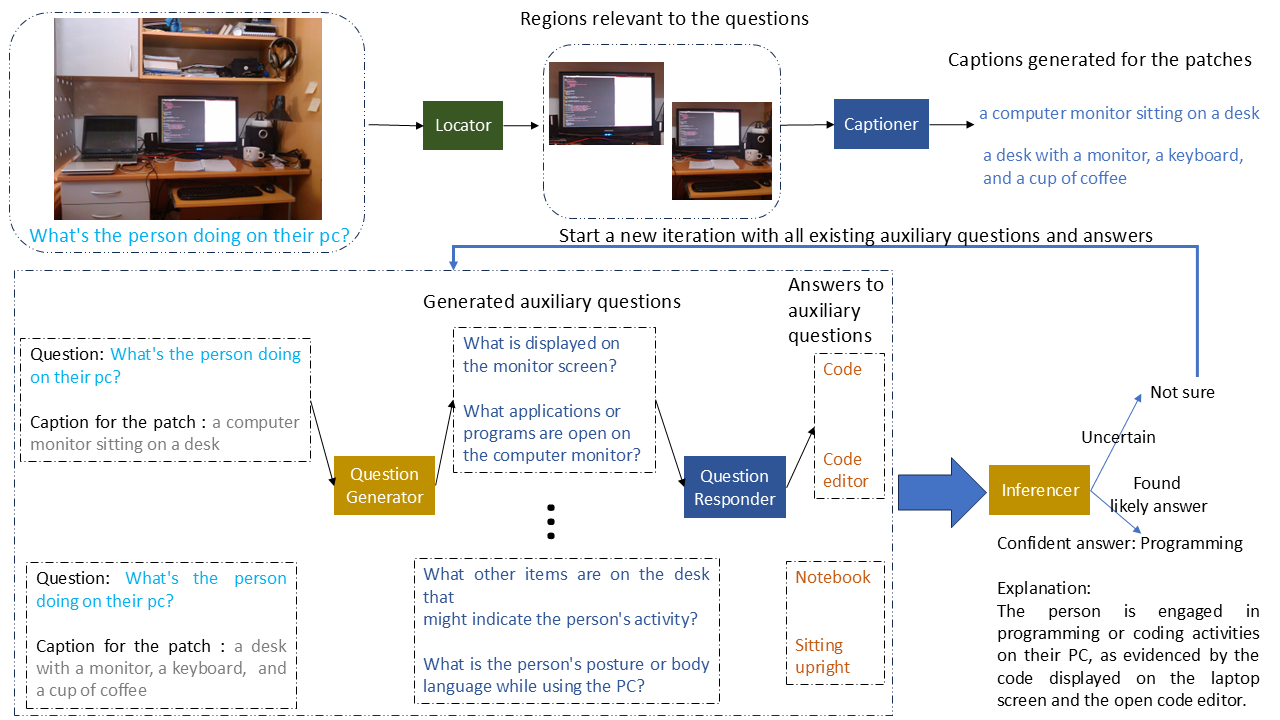 Regions relevant to the questions
Captions generated for the patches
Locator
Captioner
a computer monitor sitting on a desk
a desk with a monitor, a keyboard,
and a cup of coffee
What's the person doing on their pc?
Start a new iteration with all existing auxiliary questions and answers
Generated auxiliary questions
Answers to
auxiliary
questions
Question: What's the person doing
on their pc?
Caption for the patch : a computer
monitor sitting on a desk
Question
Generator
What is displayed on
the monitor screen?
What applications or
programs are open on
the computer monitor?
Question
Responder
Code
Code
editor
Inferencer
Not sure
Uncertain
Found
likely answer
Confident answer: Programming
Explanation:
The person is engaged in
programming or coding activities
on their PC, as evidenced by the
code displayed on the laptop
screen and the open code editor.
Question: What's the person
doing on their pc?
Caption for the patch : a desk
with a monitor, a keyboard, and
a cup of coffee
What other items are on the desk
that
might indicate the person's activity?
What is the person's posture or body
language while using the PC?
Notebook
Sitting
upright